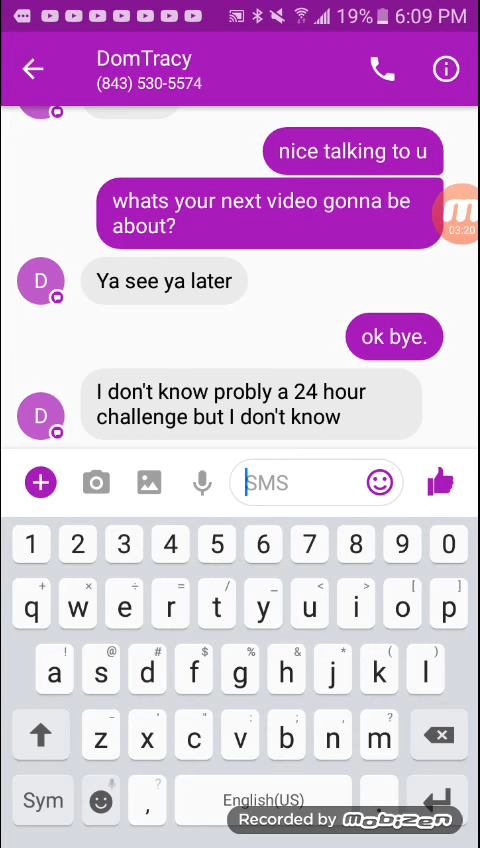 19% 6:09 PM
DomTracy
(843) 530-5574
nice talking to u
whats your next video gonna be
about?
03:20
D
Ya see ya later
ok bye.
D
I don't know probly a 24 hour
challenge but I don't know
SMS
1 2 3 4 5 6 7 8 9 0
+ × ÷ = / _ < > [ ]
q w e r t y u i o p
! @ # $ % ^ & * ( )
a s d f g h j k l
- ' " : ; , ?
z x c v b n m
Sym , ? English(US) .
Recorded by mobizen